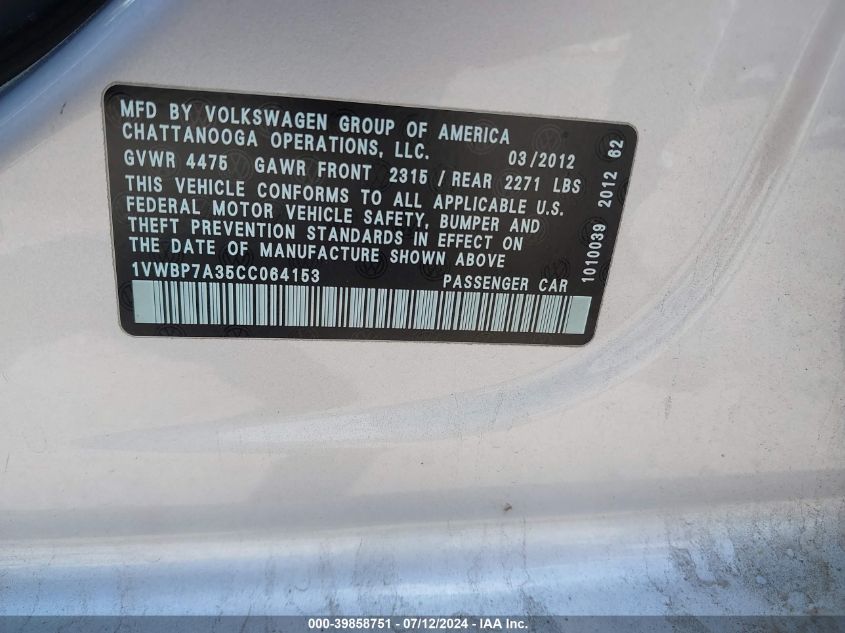 MFD BY VOLKSWAGEN GROUP OF AMERICA
CHATTANOOGA OPERATIONS, LLC. 03/2012
GVWR 4475 GAWR FRONT 2315 / REAR 2271 LBS
THIS VEHICLE CONFORMS TO ALL APPLICABLE U.S.
FEDERAL MOTOR VEHICLE SAFETY, BUMPER AND
THEFT PREVENTION STANDARDS IN EFFECT ON
THE DATE OF MANUFACTURE SHOWN ABOVE
1VWBP7A35CC064153 PASSENGER CAR
1010039 2012 62
000-39858751 / 07/12/2024 - IAA Inc.